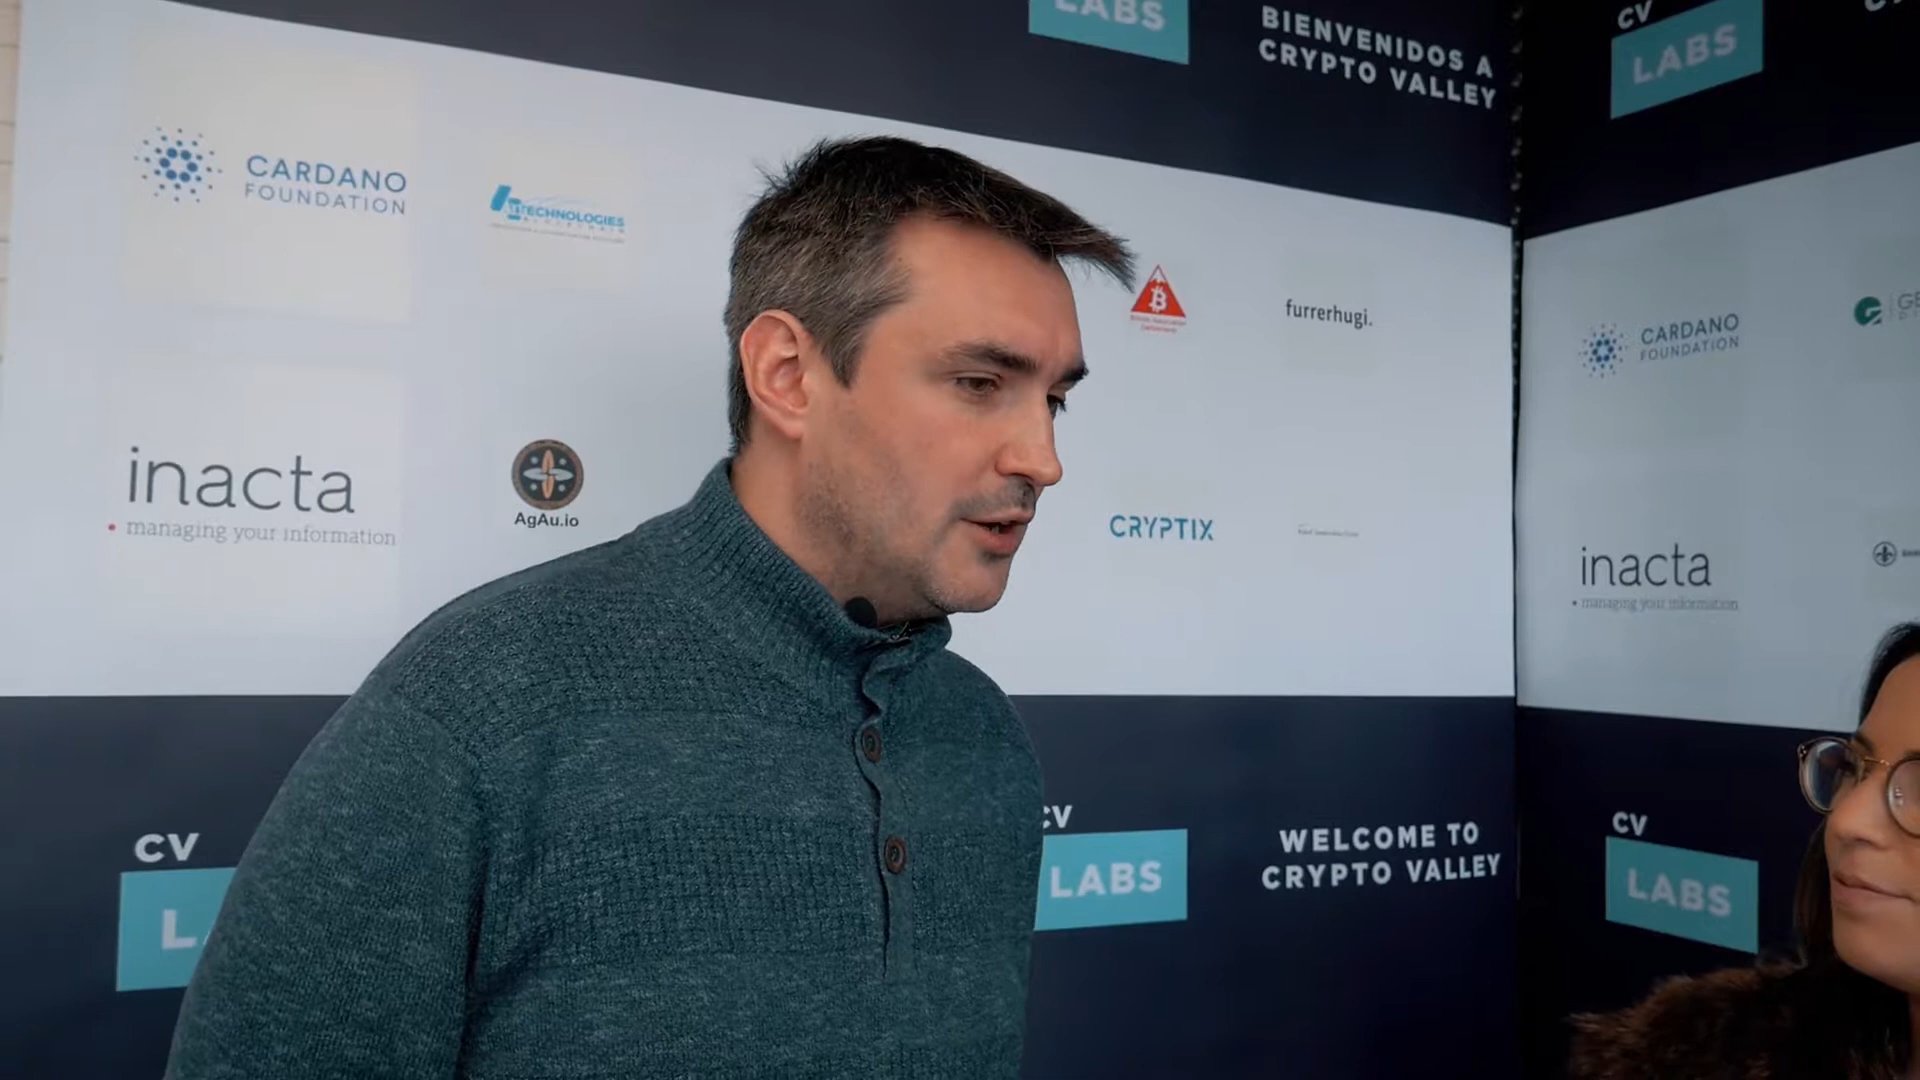 LABS
BIENVENIDOS A
CRYPTO VALLEY
CV
LABS
CARDANO
FOUNDATION
TECHNOLOGIES
furrerhugi.
CARDANO
FOUNDATION
GE
inacta
• managing your information
AgAu.io
CRYPTIX
inacta
• managing your information
CV
L
CV
LABS
WELCOME TO
CRYPTO VALLEY
CV
LABS